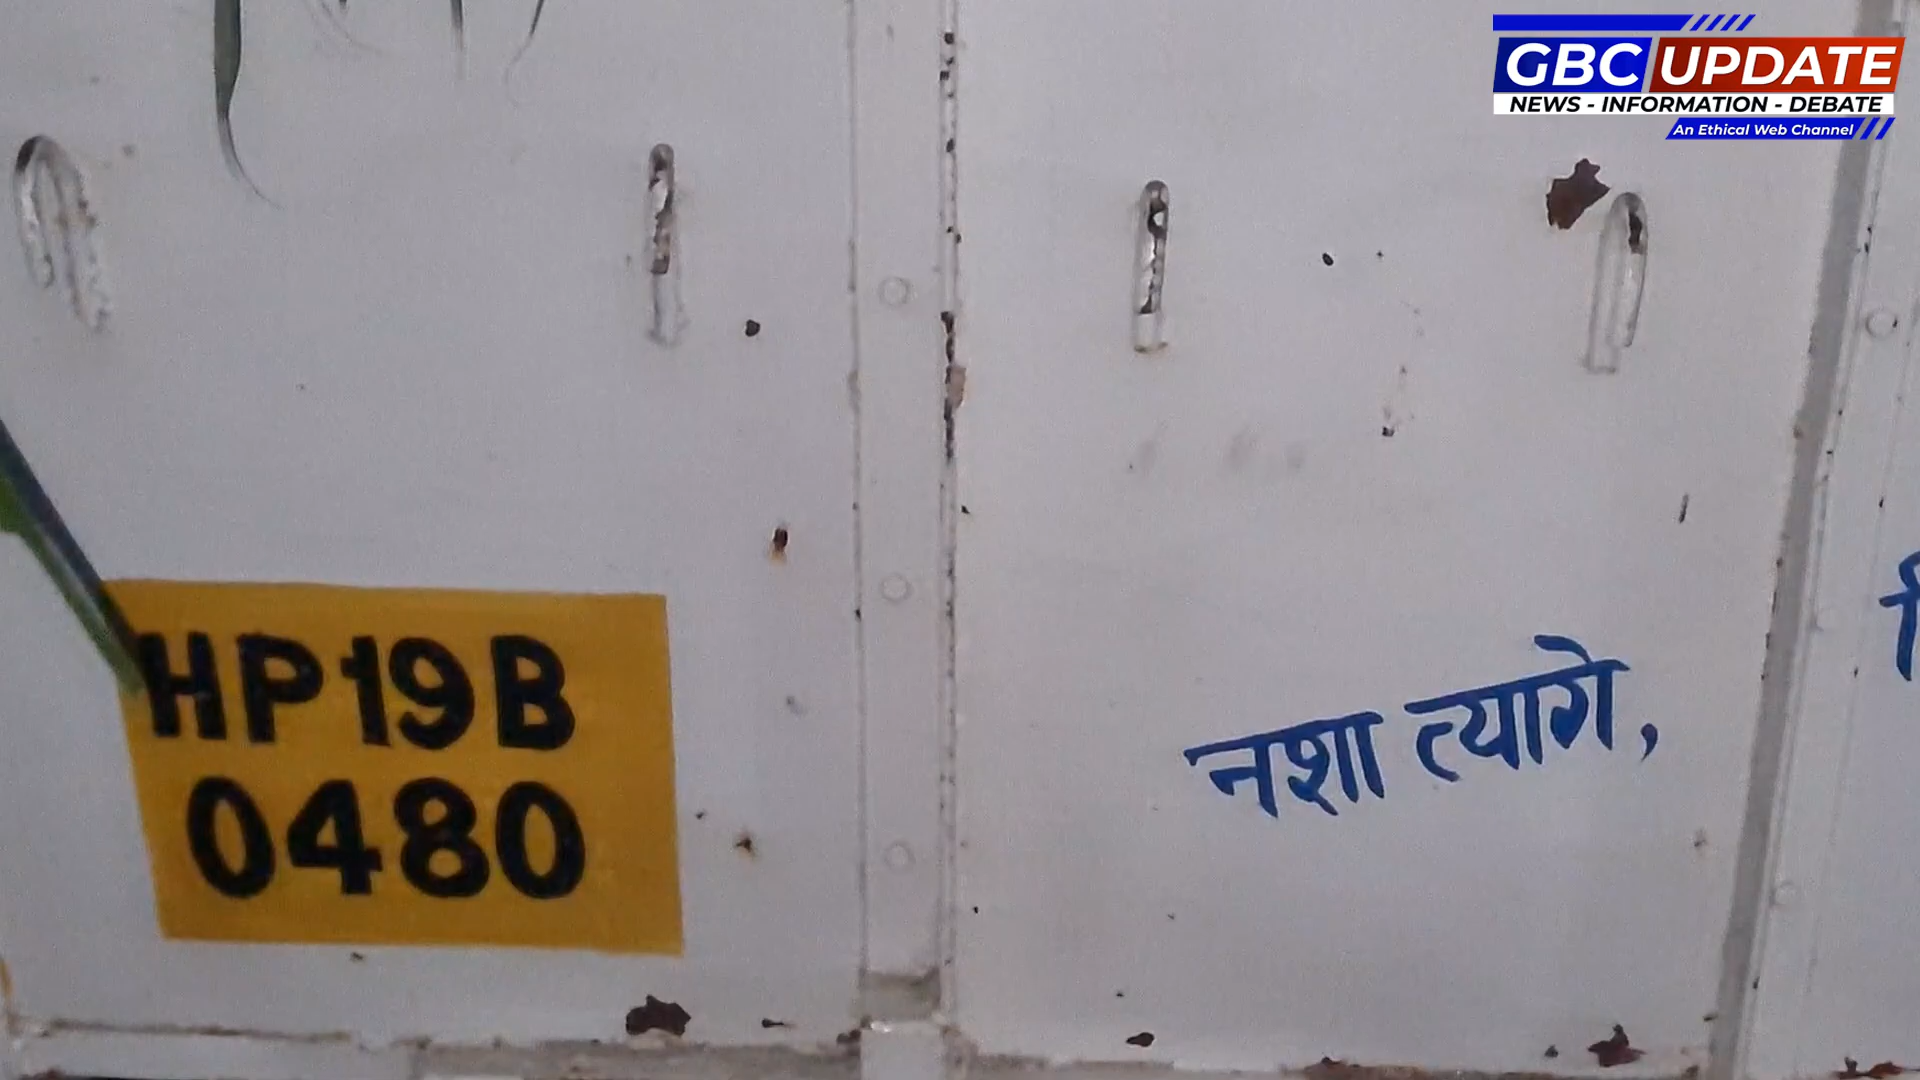 GBC UPDATE
NEWS - INFORMATION - DEBATE
An Ethical Web Channel
HP19B
0480
नशा त्यागे,